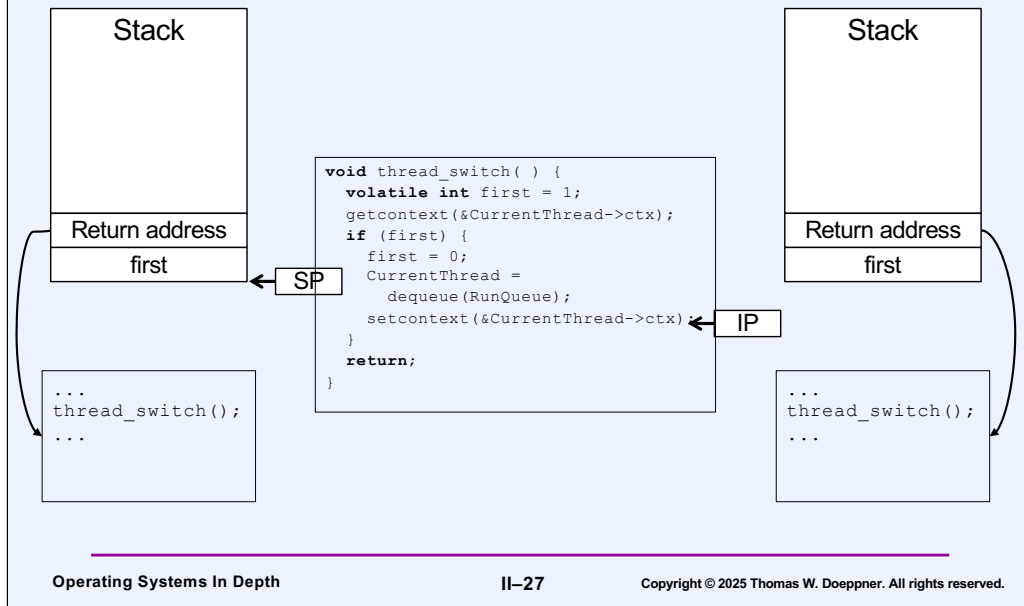 Stack
Return address
first
SP
void thread_switch( ) {
  volatile int first = 1;
  getcontext(&CurrentThread->ctx);
  if (first) {
    first = 0;
    CurrentThread =
      dequeue(RunQueue);
    setcontext(&CurrentThread->ctx);
  }
  return;
}
IP
Stack
Return address
first
...
thread_switch();
...
...
thread_switch();
...
Operating Systems In Depth
II–27
Copyright © 2025 Thomas W. Doeppner. All rights reserved.